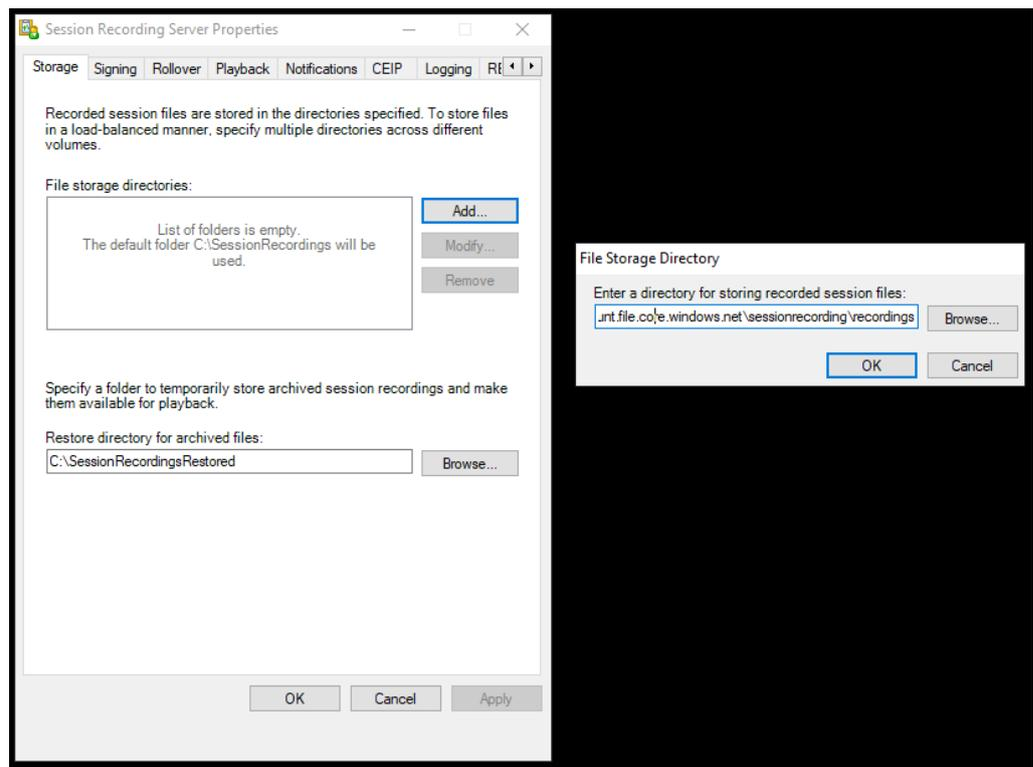 Session Recording Server Properties
Storage
Signing
Rollover
Playback
Notifications
CEIP
Logging
Recorded session files are stored in the directories specified. To store files
in a load-balanced manner, specify multiple directories across different
volumes.
File storage directories:
List of folders is empty.
The default folder C:\SessionRecordings will be
used.
Add...
Modify...
Remove
Specify a folder to temporarily store archived session recordings and make
them available for playback.
Restore directory for archived files:
C:\SessionRecordingsRestored
Browse...
OK
Cancel
Apply
File Storage Directory
Enter a directory for storing recorded session files:
unt.file.core.windows.net\sessionrecording\recordings
Browse...
OK
Cancel